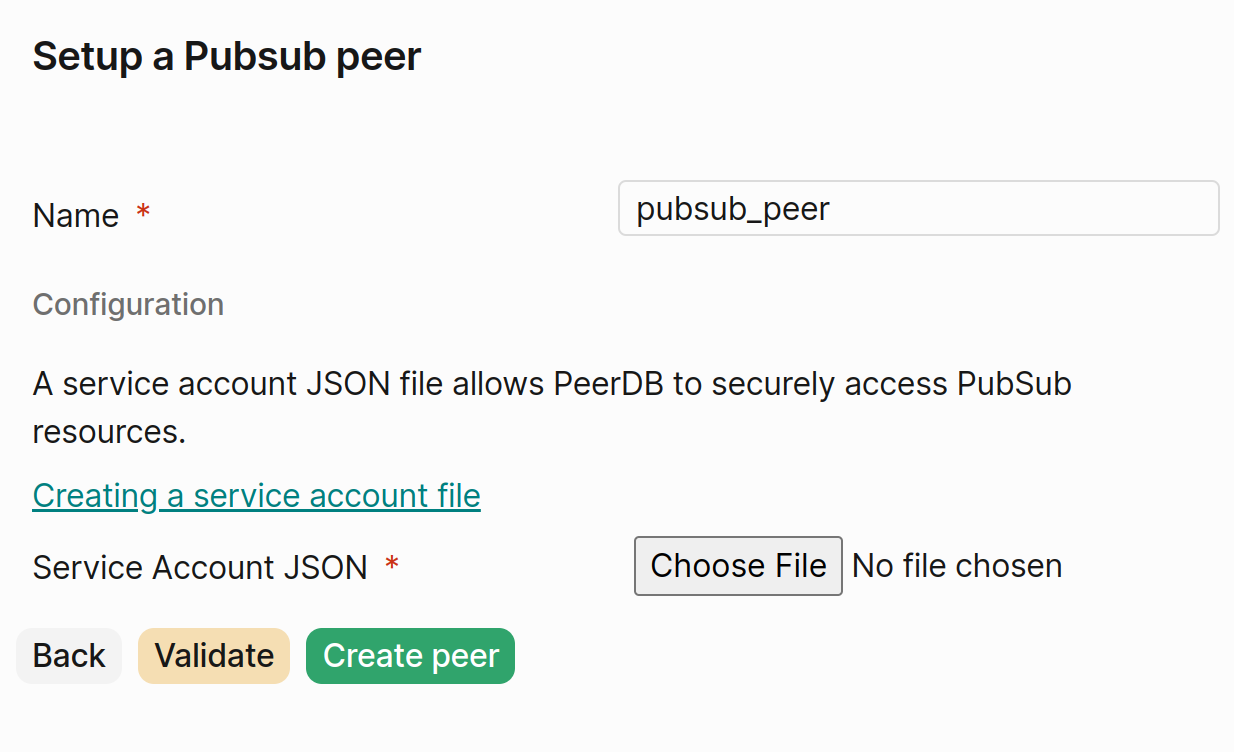 Setup a Pubsub peer
Name *
pubsub_peer
Configuration
A service account JSON file allows PeerDB to securely access PubSub
resources.
Creating a service account file
Service Account JSON *
Choose File No file chosen
Back
Validate
Create peer